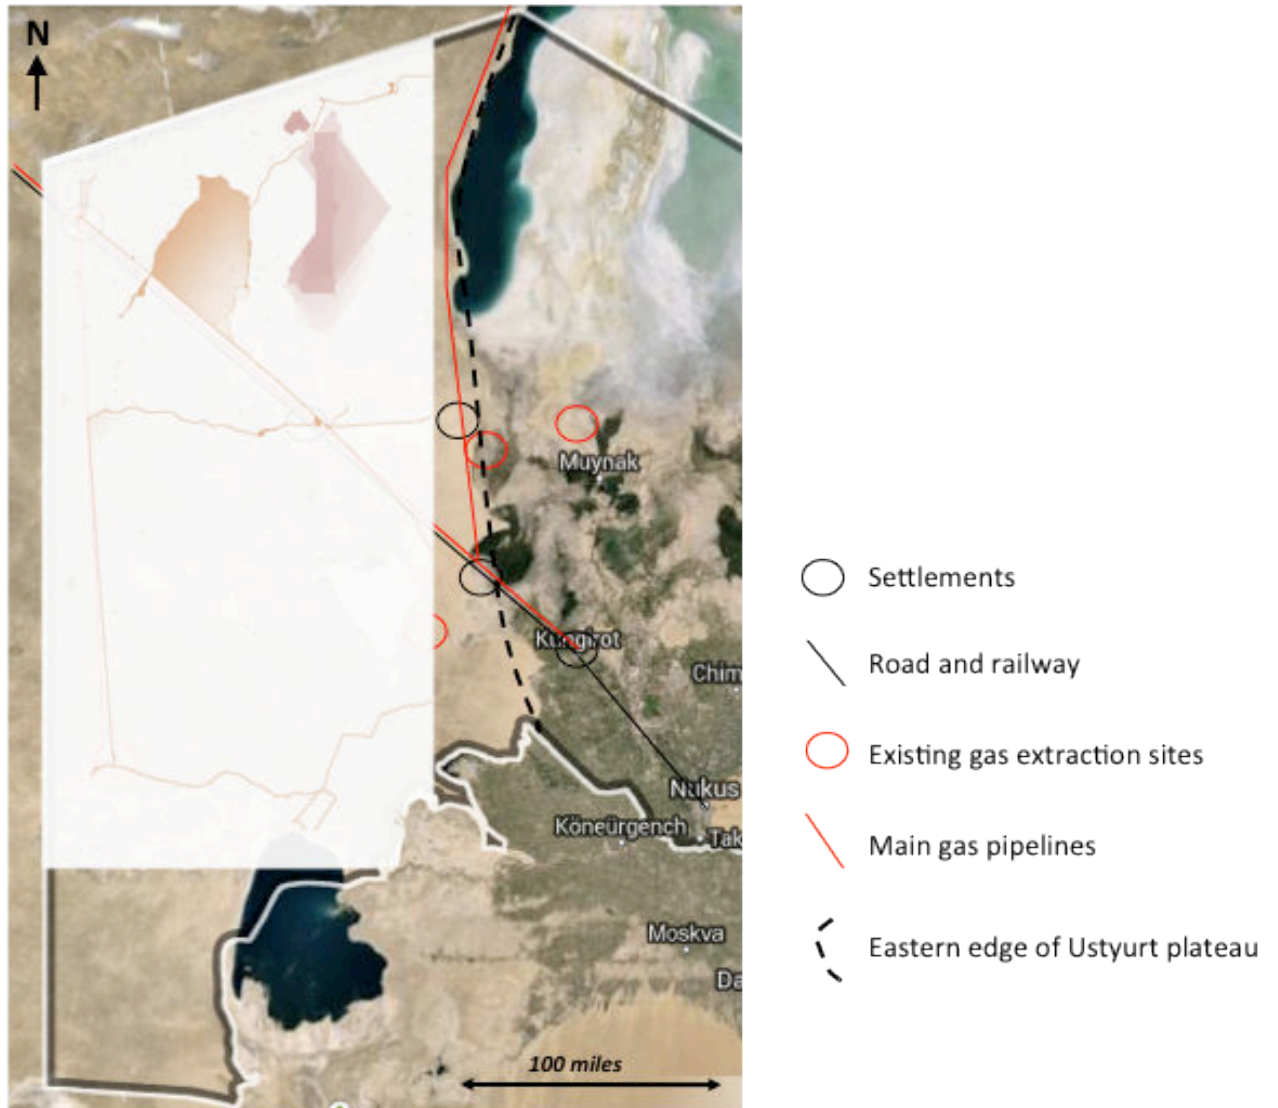 N
Muynak
Kungirot
Chim
Nukus
Köneürgench
Tak
Moskva
Da
100 miles
Settlements
Road and railway
Existing gas extraction sites
Main gas pipelines
Eastern edge of Ustyurt plateau